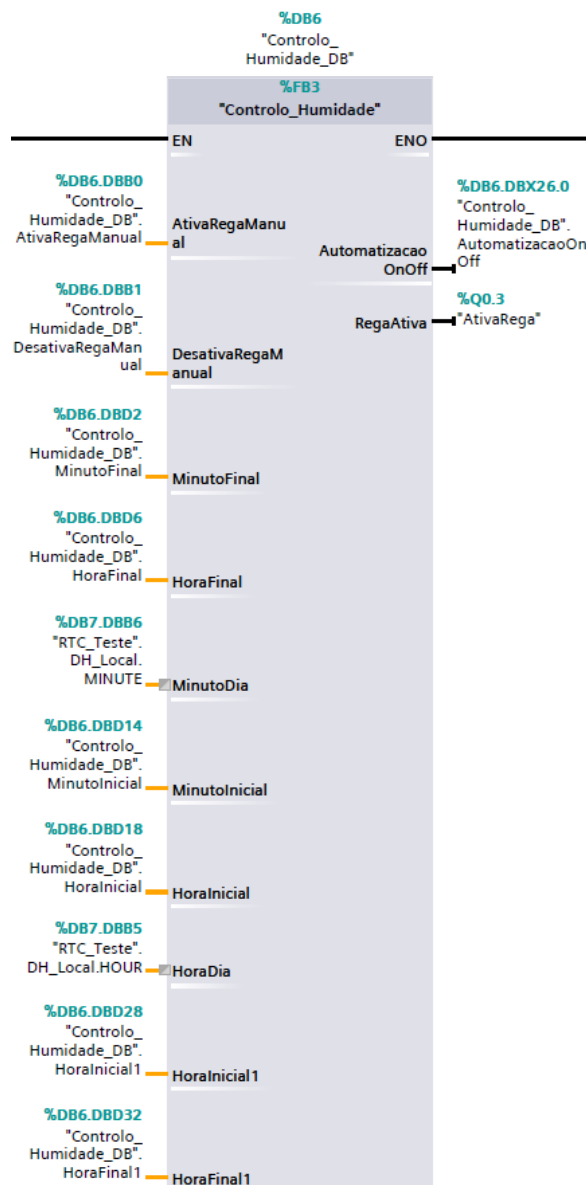 %DB6
"Controlo_
Humidade_DB"
%FB3
"Controlo_Humidade"
EN
ENO
%DB6.DBB0
"Controlo_
Humidade_DB".
AtivaRegaManual
AtivaRegaManu
al
%DB6.DBX26.0
"Controlo_
Humidade_DB".
AutomatizacaoOn
Off
Automatizacao
OnOff
%Q0.3
"AtivaRega"
RegaAtiva
%DB6.DBB1
"Controlo_
Humidade_DB".
DesativaRegaMan
ual
DesativaRegaM
anual
%DB6.DBD2
"Controlo_
Humidade_DB".
MinutoFinal
MinutoFinal
%DB6.DBD6
"Controlo_
Humidade_DB".
HoraFinal
HoraFinal
%DB7.DBB6
"RTC_Teste".
DH_Local.
MINUTE
MinutoDia
%DB6.DBD14
"Controlo_
Humidade_DB".
MinutoInicial
MinutoInicial
%DB6.DBD18
"Controlo_
Humidade_DB".
HoraInicial
HoraInicial
%DB7.DBB5
"RTC_Teste".
DH_Local.HOUR
HoraDia
%DB6.DBD28
"Controlo_
Humidade_DB".
HoraInicial1
HoraInicial1
%DB6.DBD32
"Controlo_
Humidade_DB".
HoraFinal1
HoraFinal1